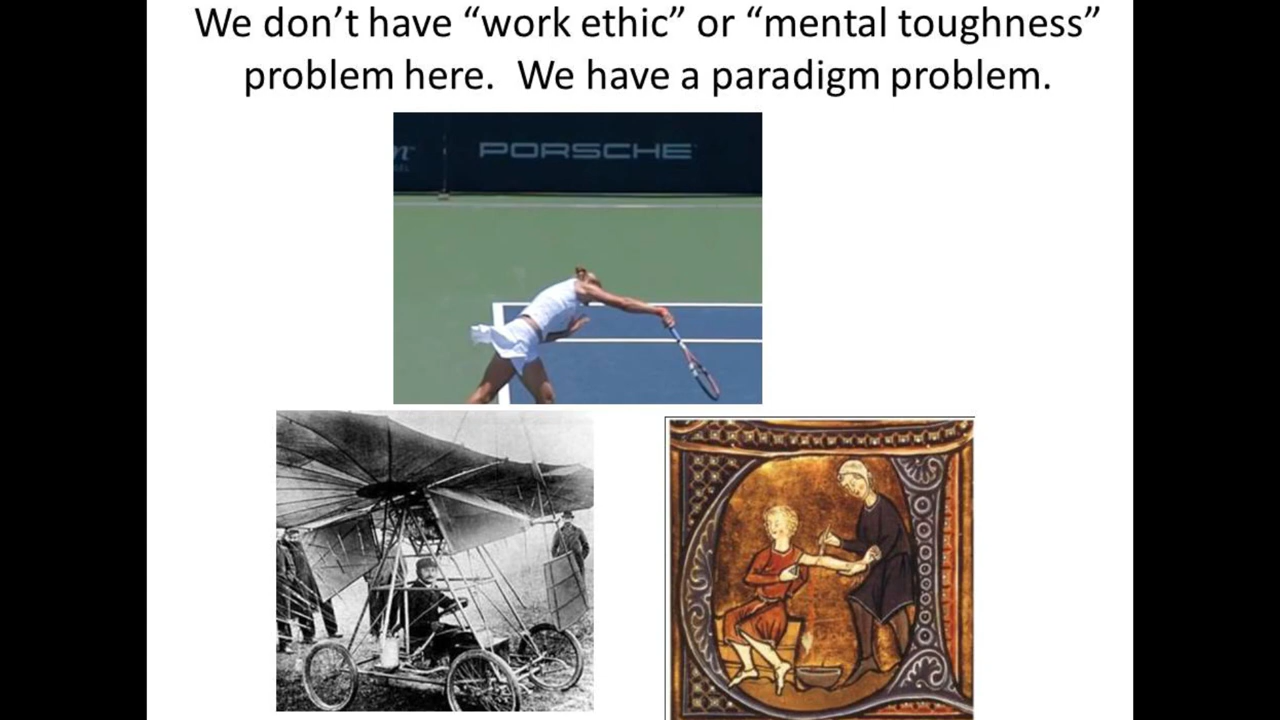 We don’t have “work ethic” or “mental toughness”
problem here.  We have a paradigm problem.
PORSCHE